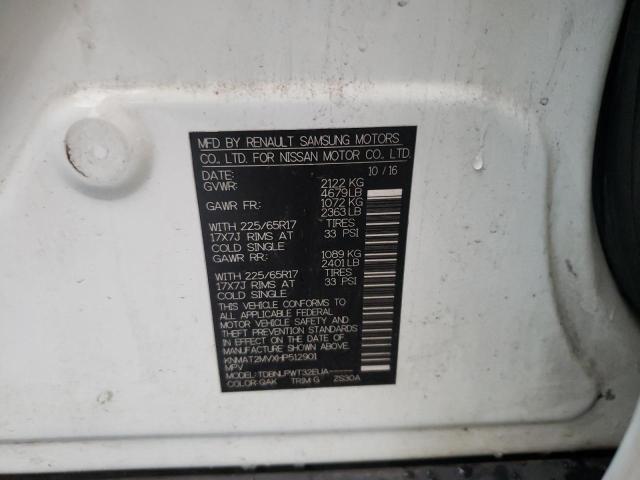 MFD BY RENAULT SAMSUNG MOTORS
CO., LTD. FOR NISSAN MOTOR CO., LTD.
DATE: 10 / 16
GVWR: 2122 KG
4679LB
GAWR FR: 1072 KG
2363LB
WITH 225/65R17 TIRES
17X7J RIMS AT 33 PSI
COLD SINGLE
GAWR RR: 1089 KG
2401LB
WITH 225/65R17 TIRES
17X7J RIMS AT 33 PSI
COLD SINGLE
THIS VEHICLE CONFORMS TO
ALL APPLICABLE FEDERAL
MOTOR VEHICLE SAFETY AND
THEFT PREVENTION STANDARDS
IN EFFECT ON THE DATE OF
MANUFACTURE SHOWN ABOVE.
KNMAT2MVXHP512901
MPV
MODEL: TDBNLPWT32EUA-----
COLOR:QAK TRIM:G ZS30A